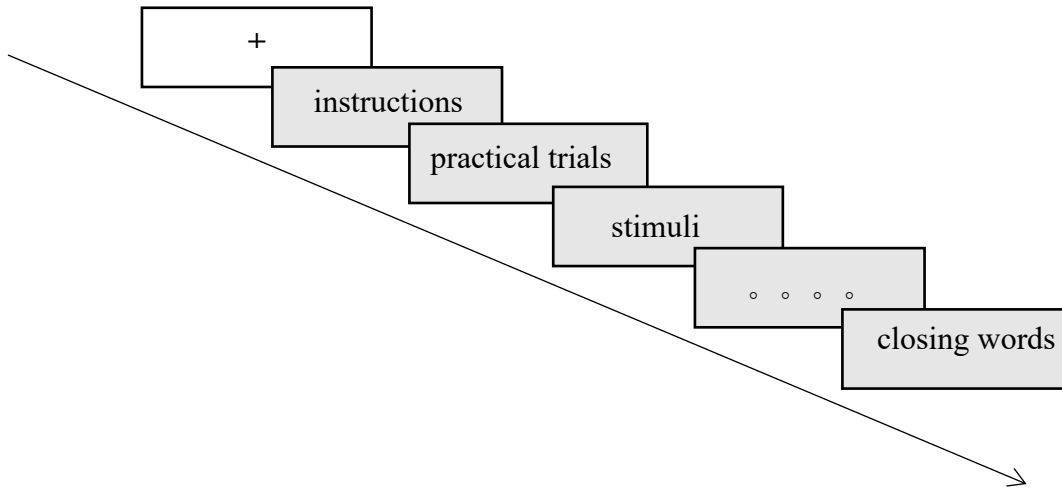 +
instructions
practical trials
stimuli
。。。。
closing words